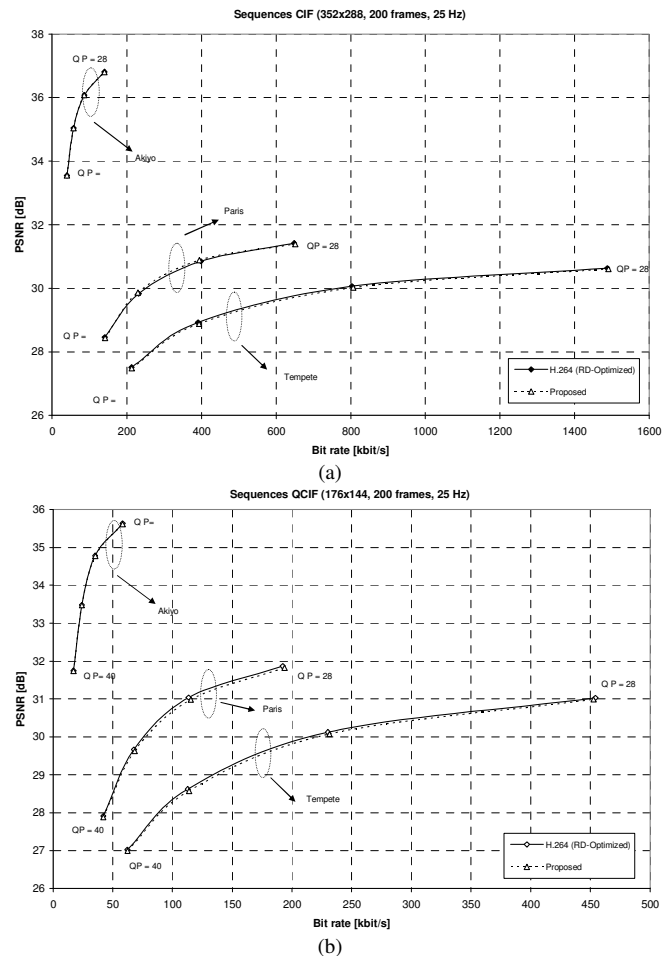 Sequences CIF (352x288, 200 frames, 25 Hz)
38
36
34
32
30
28
26
PSNR [dB]
Q P = 28
Akiyo
Q P =
Paris
QP = 28
Q P =
QP = 28
Tempete
Q P =
H.264 (RD-Optimized)
Proposed
0
200
400
600
800
1000
1200
1400
1600
Bit rate [kbit/s]
(a)
Sequences QCIF (176x144, 200 frames, 25 Hz)
36
35
34
33
32
31
30
29
28
27
26
PSNR [dB]
Q P=
Akiyo
Q P= 40
Q P = 28
Paris
QP = 40
Q P = 28
Tempete
QP = 40
H.264 (RD-Optimized)
Proposed
0
50
100
150
200
250
300
350
400
450
500
Bit rate [kbit/s]
(b)